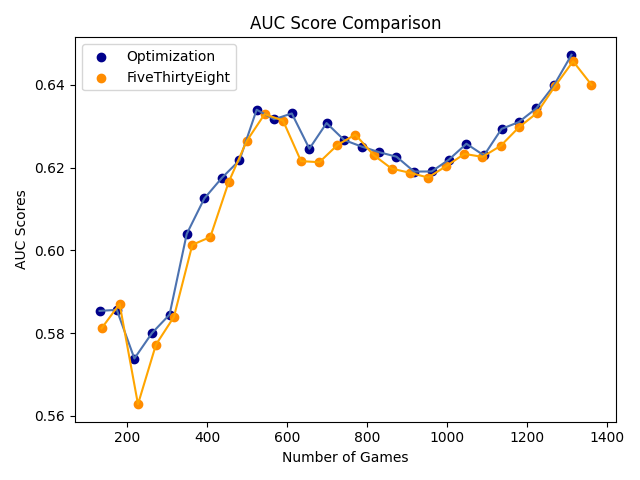 AUC Score Comparison
Optimization
FiveThirtyEight
AUC Scores
0.64
0.62
0.60
0.58
0.56
200 400 600 800 1000 1200 1400
Number of Games